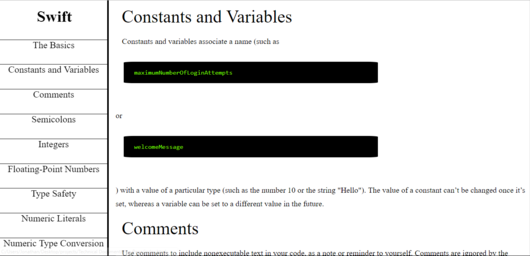 Swift
The Basics
Constants and Variables
Comments
Semicolons
Integers
Floating-Point Numbers
Type Safety
Numeric Literals
Numeric Type Conversion
Constants and Variables
Constants and variables associate a name (such as
maximumNumberOfLoginAttempts
or
welcomeMessage
) with a value of a particular type (such as the number 10 or the string "Hello"). The value of a constant can’t be changed once it’s
set, whereas a variable can be set to a different value in the future.
Comments
Use comments to include nonexecutable text in your code, as a note or reminder to yourself. Comments are ignored by the